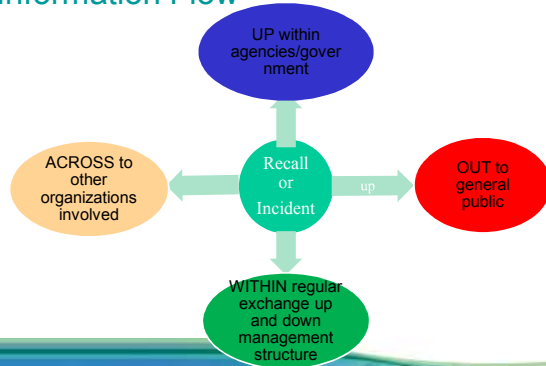 Information Flow
UP within
agencies/gover
nment
ACROSS to
other
organizations
involved
Recall
or
Incident
up
OUT to
general
public
WITHIN regular
exchange up
and down
management
structure